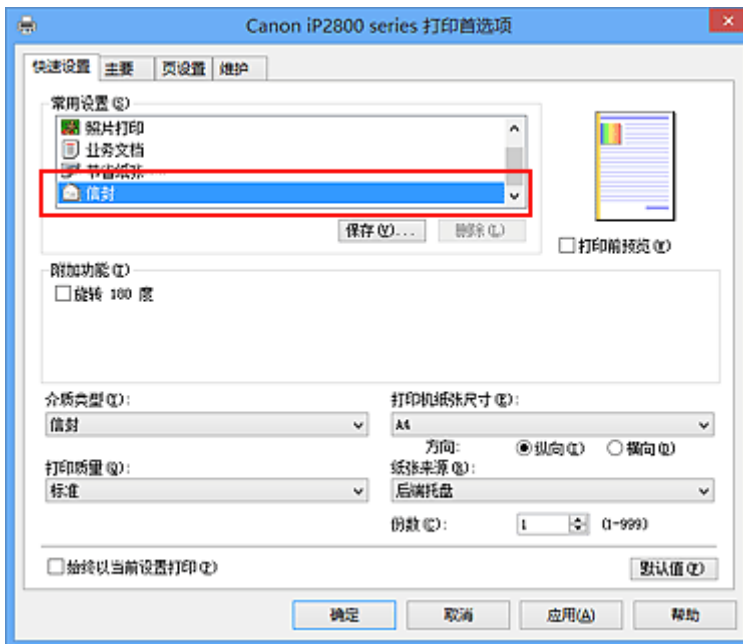 Canon iP2800 series 打印首选项
快速设置 主要 页设置 维护
常用设置(S)
照片打印
业务文档
节省纸张
信封
保存(V)... 删除(L)
打印前预览(W)
附加功能(T)
旋转 180 度
介质类型(Y): 打印机纸张尺寸(E):
信封 A4
方向: 纵向(I) 横向(O)
打印质量(Q): 纸张来源(R):
标准 后端托盘
份数(C): 1 (1-999)
始终以当前设置打印(P) 默认值(Z)
确定 取消 应用(A) 帮助